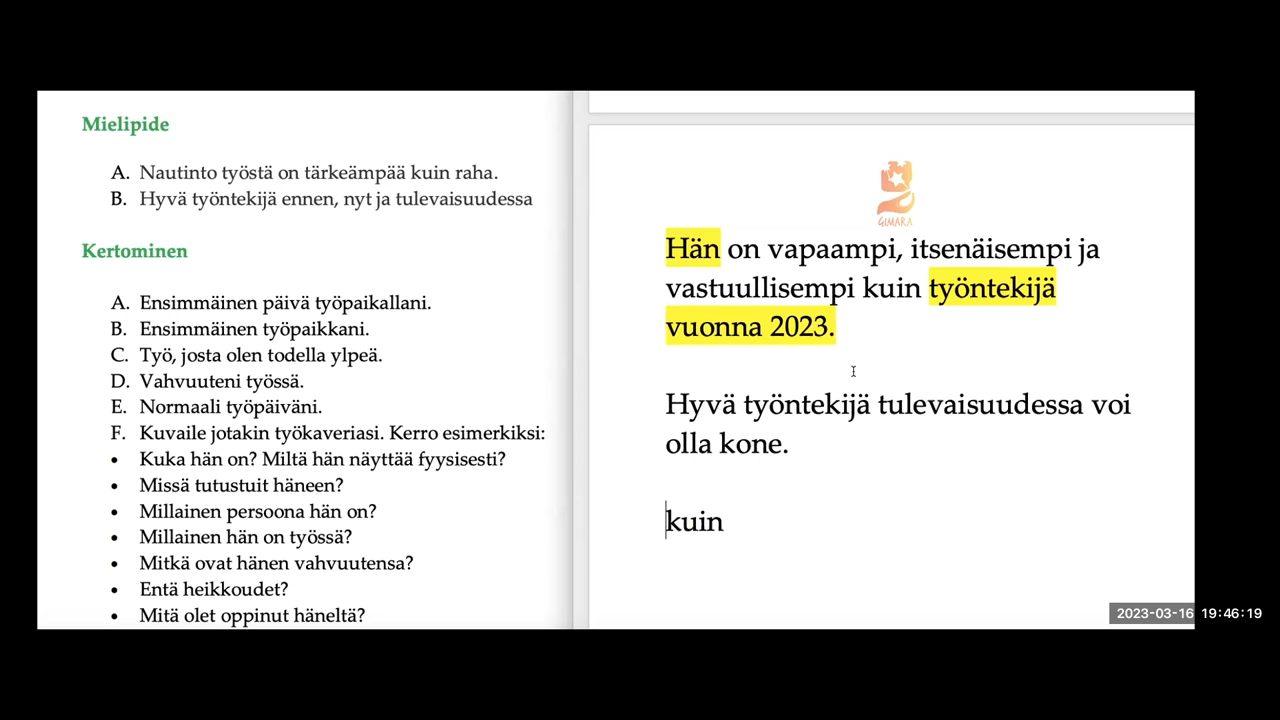 Mielipide
A. Nautinto työstä on tärkeämpää kuin raha.
B. Hyvä työntekijä ennen, nyt ja tulevaisuudessa
Kertominen
A. Ensimmäinen päivä työpaikallani.
B. Ensimmäinen työpaikkani.
C. Työ, josta olen todella ylpeä.
D. Vahvuuteni työssä.
E. Normaali työpäiväni.
F. Kuvaile jotakin työkaveriasi. Kerro esimerkiksi:
• Kuka hän on? Miltä hän näyttää fyysisesti?
• Missä tutustuit häneen?
• Millainen persoona hän on?
• Millainen hän on työssä?
• Mitkä ovat hänen vahvuutensa?
• Entä heikkoudet?
• Mitä olet oppinut häneltä?
GIMARA
Hän on vapaampi, itsenäisempi ja
vastuullisempi kuin työntekijä
vuonna 2023.
Hyvä työntekijä tulevaisuudessa voi
olla kone.
kuin
2023-03-16 19:46:19